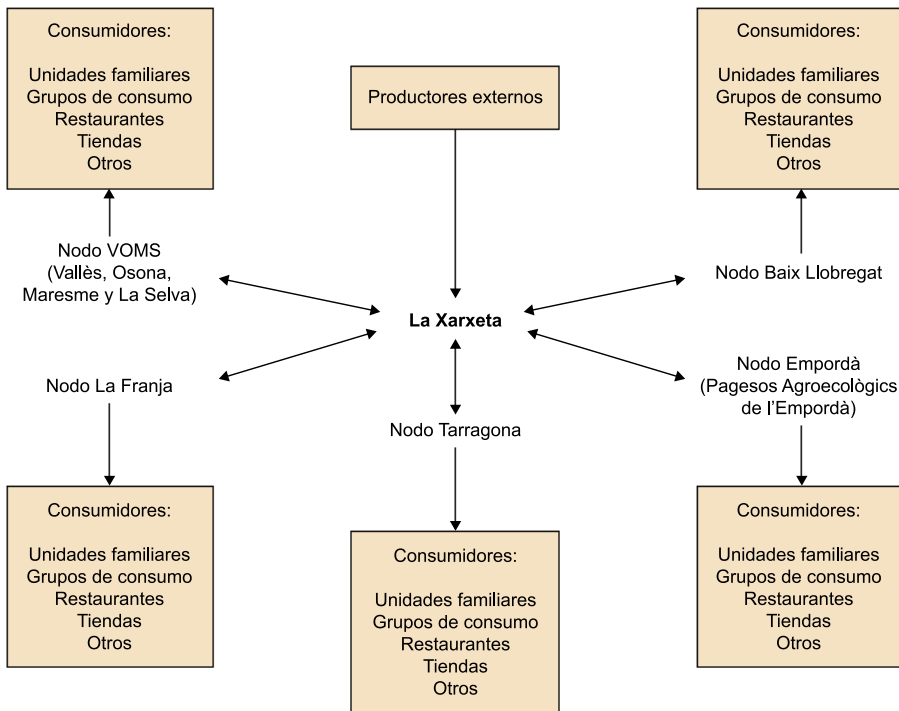 Consumidores:
Unidades familiares
Grupos de consumo
Restaurantes
Tiendas
Otros
Productores externos
Consumidores:
Unidades familiares
Grupos de consumo
Restaurantes
Tiendas
Otros
Nodo VOMS
(Vallès, Osona,
Maresme y La Selva)
Nodo Baix Llobregat
La Xarxeta
Nodo La Franja
Nodo Tarragona
Nodo Empordà
(Pagesos Agroecològics
de l’Empordà)
Consumidores:
Unidades familiares
Grupos de consumo
Restaurantes
Tiendas
Otros
Consumidores:
Unidades familiares
Grupos de consumo
Restaurantes
Tiendas
Otros
Consumidores:
Unidades familiares
Grupos de consumo
Restaurantes
Tiendas
Otros